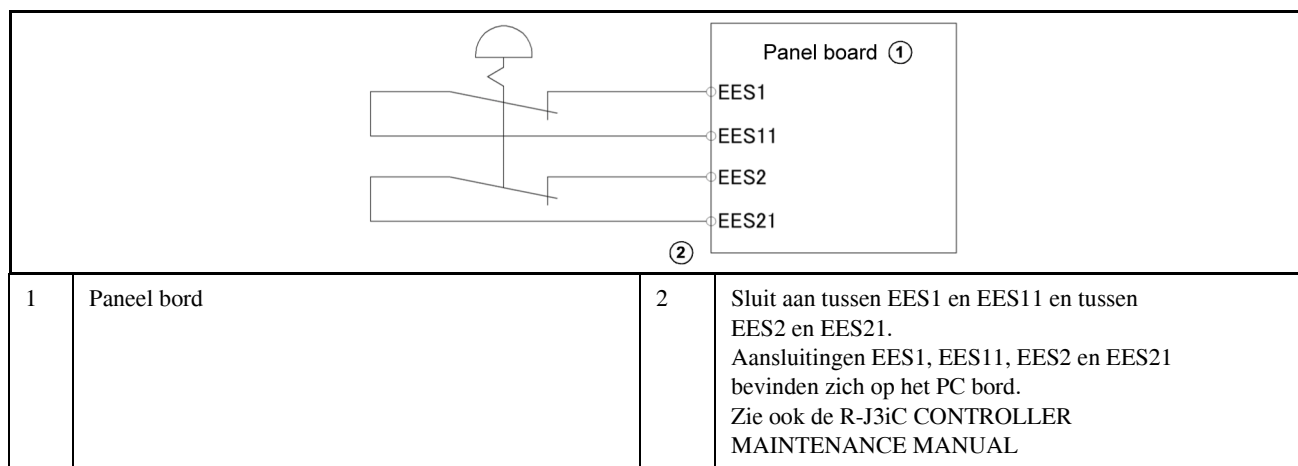 Panel board ①
EES1
EES11
EES2
EES21
②
1
Paneel bord
2
Sluit aan tussen EES1 en EES11 en tussen
EES2 en EES21.
Aansluitingen EES1, EES11, EES2 en EES21
bevinden zich op het PC bord.
Zie ook de R-J3iC CONTROLLER
MAINTENANCE MANUAL